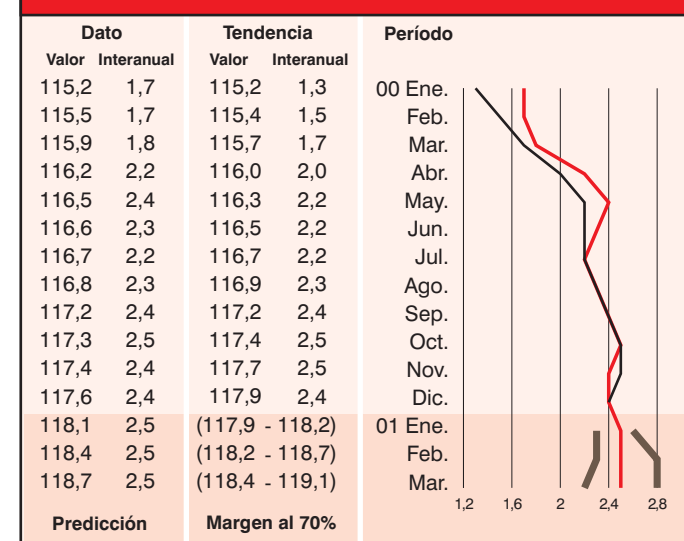 Dato Tendencia Período
Valor Interanual Valor Interanual
115,2 1,7 115,2 1,3 00 Ene.
115,5 1,7 115,4 1,5 Feb.
115,9 1,8 115,7 1,7 Mar.
116,2 2,2 116,0 2,0 Abr.
116,5 2,4 116,3 2,2 May.
116,6 2,3 116,5 2,2 Jun.
116,7 2,2 116,7 2,2 Jul.
116,8 2,3 116,9 2,3 Ago.
117,2 2,4 117,2 2,4 Sep.
117,3 2,5 117,4 2,5 Oct.
117,4 2,4 117,7 2,5 Nov.
117,6 2,4 117,9 2,4 Dic.
118,1 2,5 (117,9 - 118,2) 01 Ene.
118,4 2,5 (118,2 - 118,7) Feb.
118,7 2,5 (118,4 - 119,1) Mar.
1,2 1,6 2 2,4 2,8
Predicción Margen al 70%